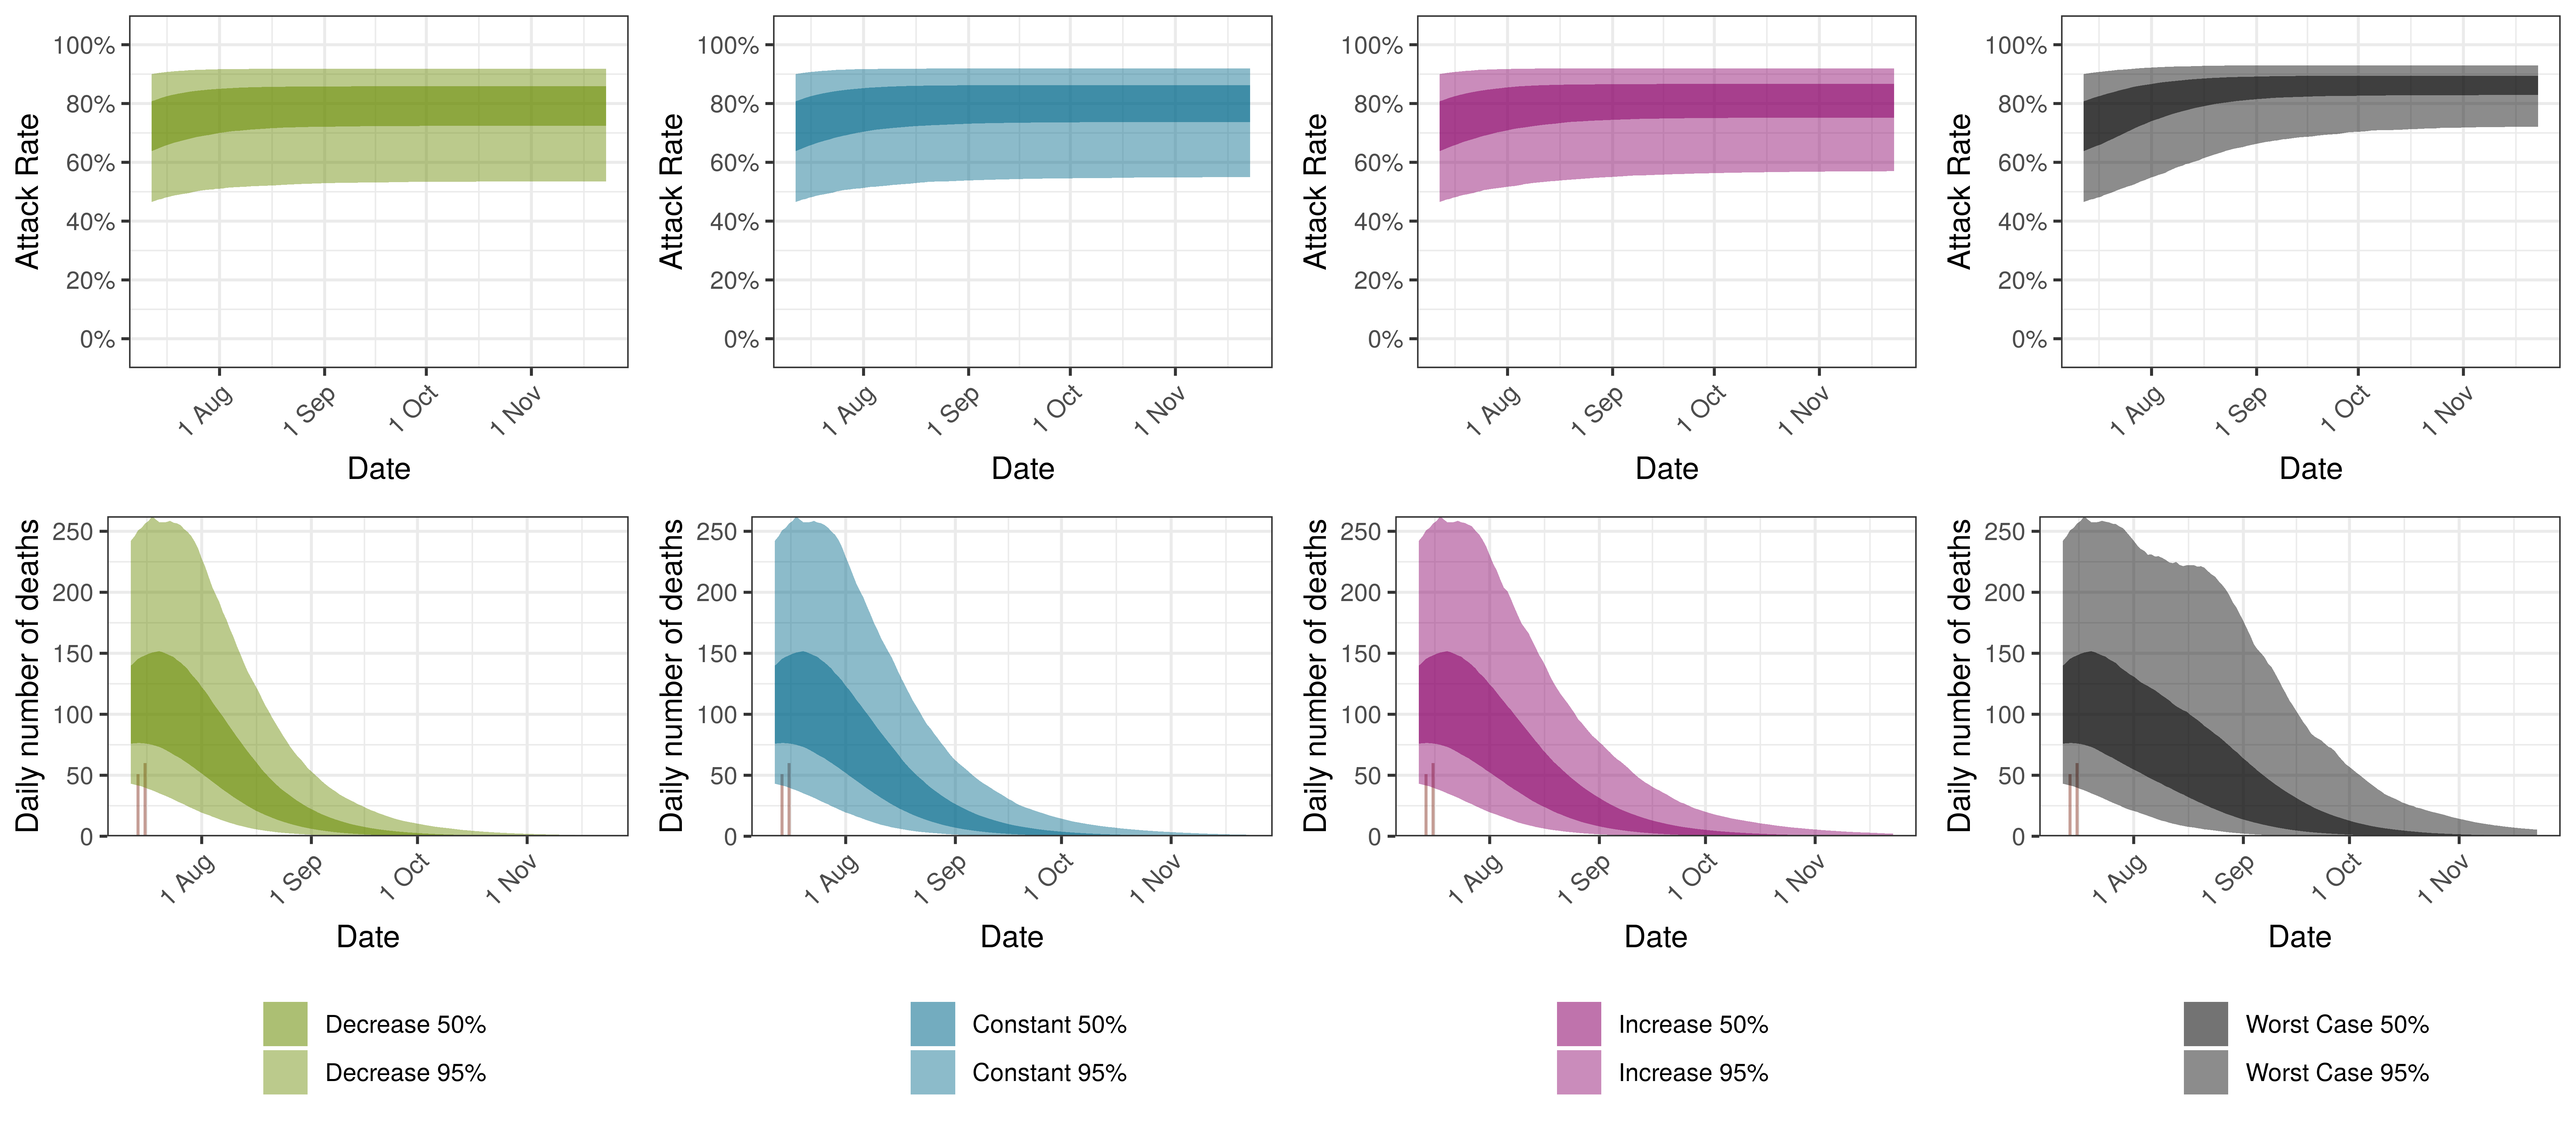 Attack Rate
100%
80%
60%
40%
20%
0%
1 Aug
1 Sep
1 Oct
1 Nov
Date
Attack Rate
100%
80%
60%
40%
20%
0%
1 Aug
1 Sep
1 Oct
1 Nov
Date
Attack Rate
100%
80%
60%
40%
20%
0%
1 Aug
1 Sep
1 Oct
1 Nov
Date
Attack Rate
100%
80%
60%
40%
20%
0%
1 Aug
1 Sep
1 Oct
1 Nov
Date
Daily number of deaths
250
200
150
100
50
0
1 Aug
1 Sep
1 Oct
1 Nov
Date
Daily number of deaths
250
200
150
100
50
0
1 Aug
1 Sep
1 Oct
1 Nov
Date
Daily number of deaths
250
200
150
100
50
0
1 Aug
1 Sep
1 Oct
1 Nov
Date
Daily number of deaths
250
200
150
100
50
0
1 Aug
1 Sep
1 Oct
1 Nov
Date
Decrease 50%
Decrease 95%
Constant 50%
Constant 95%
Increase 50%
Increase 95%
Worst Case 50%
Worst Case 95%